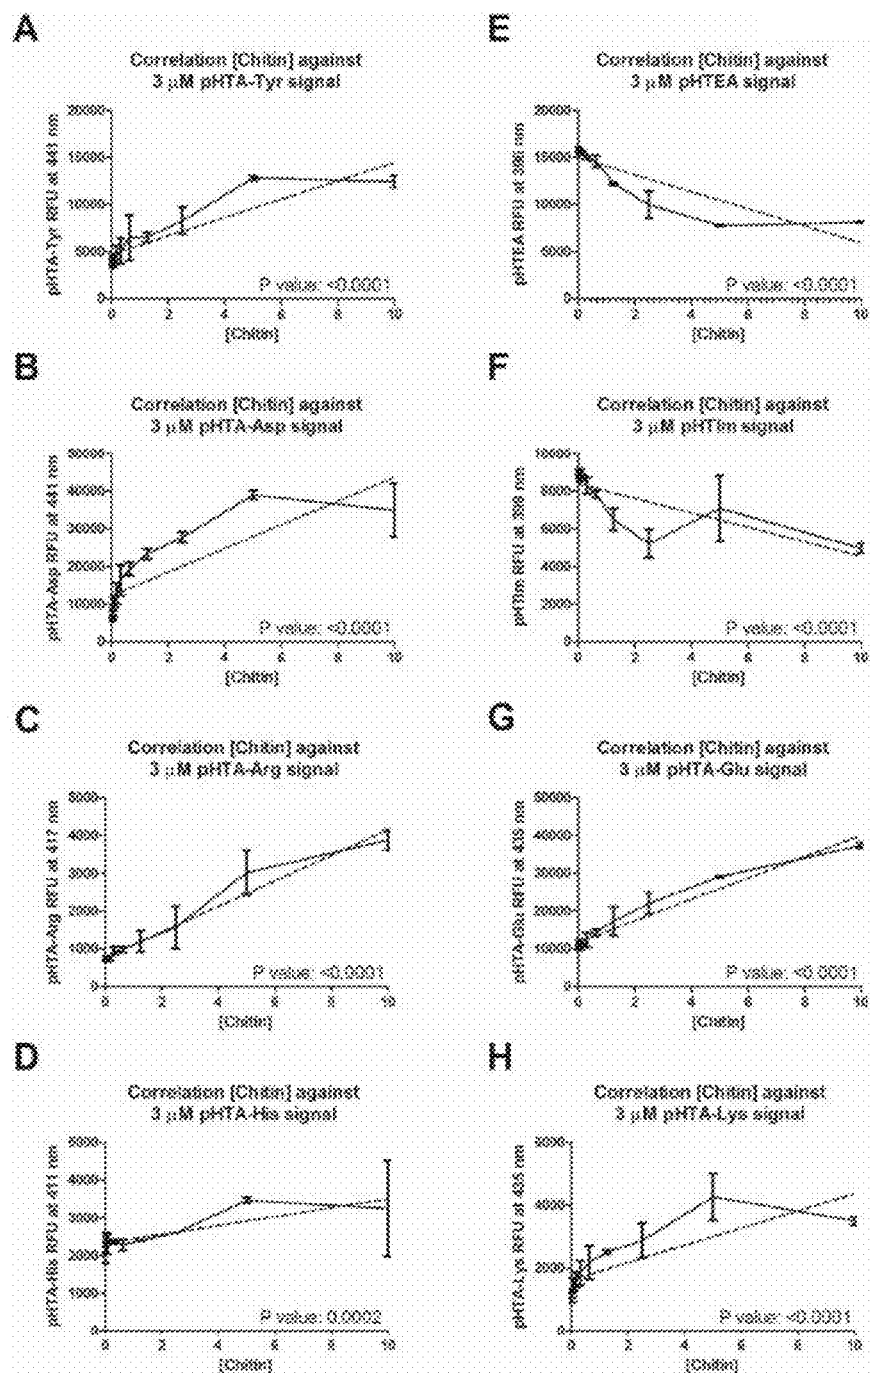 A
Correlation [Chitin] against
3 µM pHTA-Tyr signal
pHTA-Tyr RFU at nm
20000
15000
10000
5000
0
P value: <0.0001
0 2 4 6 8 10
[Chitin]
B
Correlation [Chitin] against
3 µM pHTA-Asp signal
pHTA-Asp RFU at nm
50000
40000
30000
20000
10000
0
P value: <0.0001
0 2 4 6 8 10
[Chitin]
C
Correlation [Chitin] against
3 µM pHTA-Arg signal
pHTA-Arg RFU at 417 nm
5000
4000
3000
2000
1000
0
P value: <0.0001
0 2 4 6 8 10
[Chitin]
D
Correlation [Chitin] against
3 µM pHTA-His signal
pHTA-His RFU at 411 nm
5000
4000
3000
2000
1000
0
P value: 0.0002
0 2 4 6 8 10
[Chitin]
E
Correlation [Chitin] against
3 µM pHTEA signal
pHTEA RFU at nm
20000
15000
10000
5000
0
P value: <0.0001
0 2 4 6 8 10
[Chitin]
F
Correlation [Chitin] against
3 µM pHTIm signal
pHTIm RFU at nm
10000
8000
6000
4000
2000
0
P value: <0.0001
0 2 4 6 8 10
[Chitin]
G
Correlation [Chitin] against
3 µM pHTA-Glu signal
pHTA-Glu RFU at nm
50000
40000
30000
20000
10000
0
P value: <0.0001
0 2 4 6 8 10
[Chitin]
H
Correlation [Chitin] against
3 µM pHTA-Lys signal
pHTA-Lys RFU at nm
6000
4000
2000
0
P value: <0.0001
0 2 4 6 8 10
[Chitin]